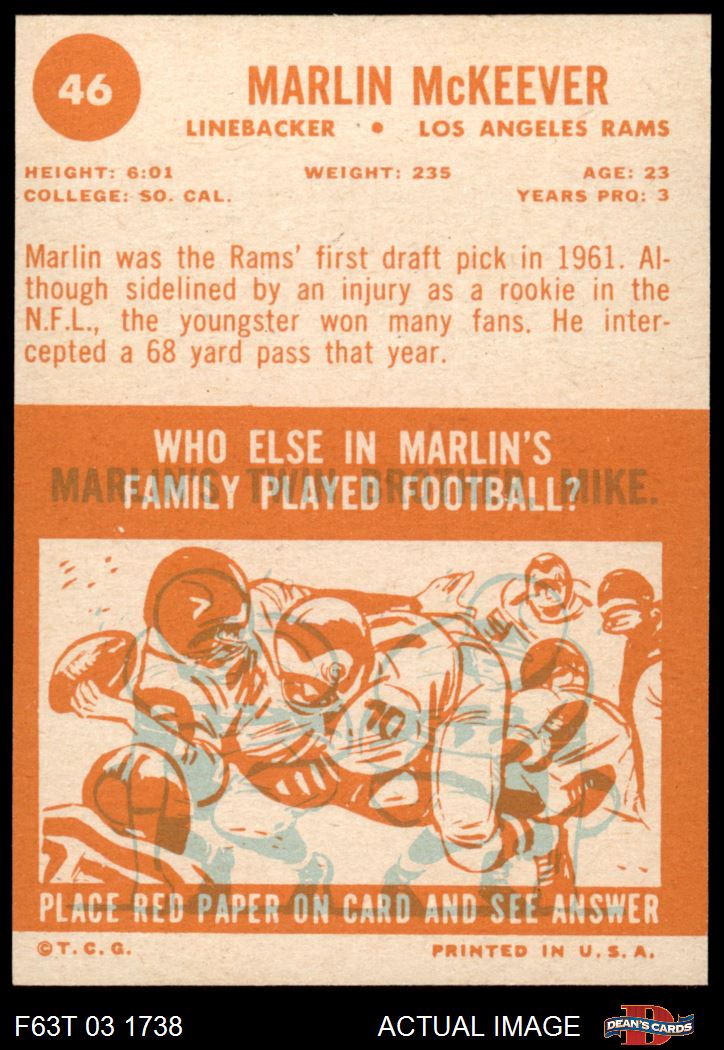 46
MARLIN McKEEVER
LINEBACKER • LOS ANGELES RAMS
HEIGHT: 6:01 WEIGHT: 235 AGE: 23
COLLEGE: SO. CAL. YEARS PRO: 3
Marlin was the Rams' first draft pick in 1961. Al-
though sidelined by an injury as a rookie in the
N.F.L., the youngster won many fans. He inter-
cepted a 68 yard pass that year.
WHO ELSE IN MARLIN'S
FAMILY PLAYED FOOTBALL?
MARLIN'S TWIN BROTHER, MIKE.
7
10
PLACE RED PAPER ON CARD AND SEE ANSWER
©T.C.G. PRINTED IN U.S.A.
F63T 03 1738 ACTUAL IMAGE
D
DEAN'S CARDS